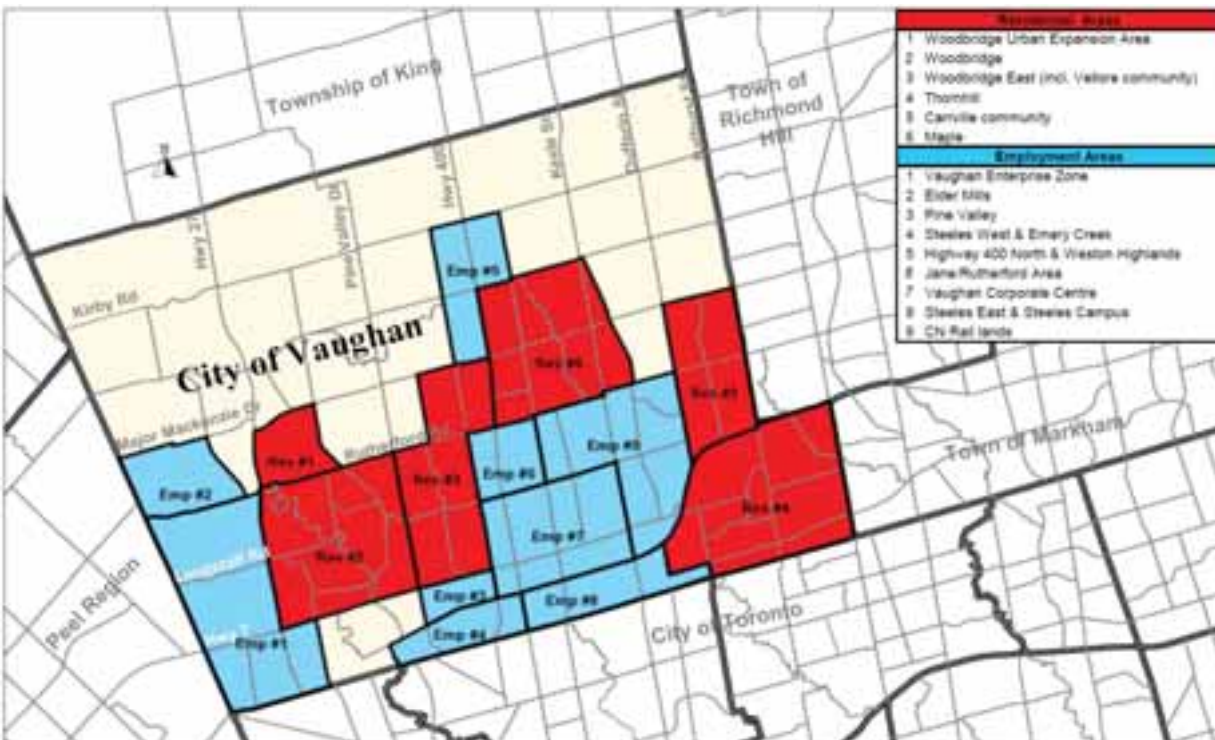 Residential Areas
1 Woodbridge Urban Expansion Area
2 Woodbridge
3 Woodbridge East (incl. Vellore community)
4 Thornhill
5 Carrville community
6 Maple
Employment Areas
1 Vaughan Enterprise Zone
2 Elder Mills
3 Pine Valley
4 Steeles West & Emery Creek
5 Highway 400 North & Weston Highlands
6 Jane/Rutherford Area
7 Vaughan Corporate Centre
8 Steeles East & Steeles Campus
9 CN Rail lands
Township of King
Town of
Richmond
Hill
Hwy 27
Pine Valley Dr
Hwy 400
Keele St
Dufferin
Bathurst
Kirby Rd
City of Vaughan
Major Mackenzie Dr
Rutherford
Emp #5
Res #6
Res #5
Res #1
Emp #2
Res #3
Emp #6
Emp #9
Res #4
Town of Markham
Res #2
Emp #7
Langstaff Rd
Emp #3
Emp #8
Emp #4
Hwy 7
Emp #1
City of Toronto
Peel Region